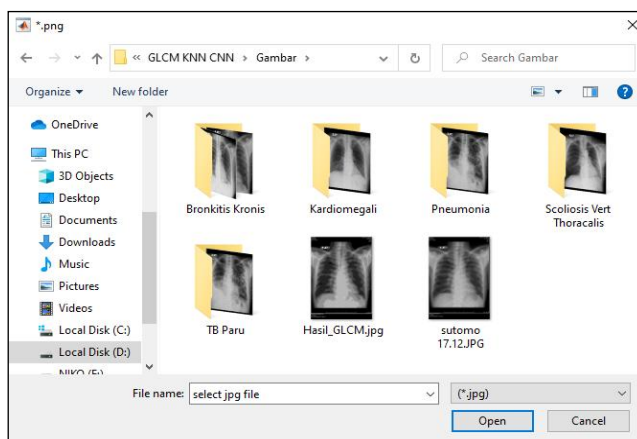 *.png
« GLCM KNN CNN › Gambar ›
Search Gambar
Organize
New folder
OneDrive
This PC
3D Objects
Desktop
Documents
Downloads
Music
Pictures
Videos
Local Disk (C:)
Local Disk (D:)
NIKO (F:)
Bronkitis Kronis
Kardiomegali
Pneumonia
Scoliosis Vert
Thoracalis
TB Paru
Hasil_GLCM.jpg
sutomo
17.12.JPG
File name: select jpg file
(*.jpg)
Open
Cancel